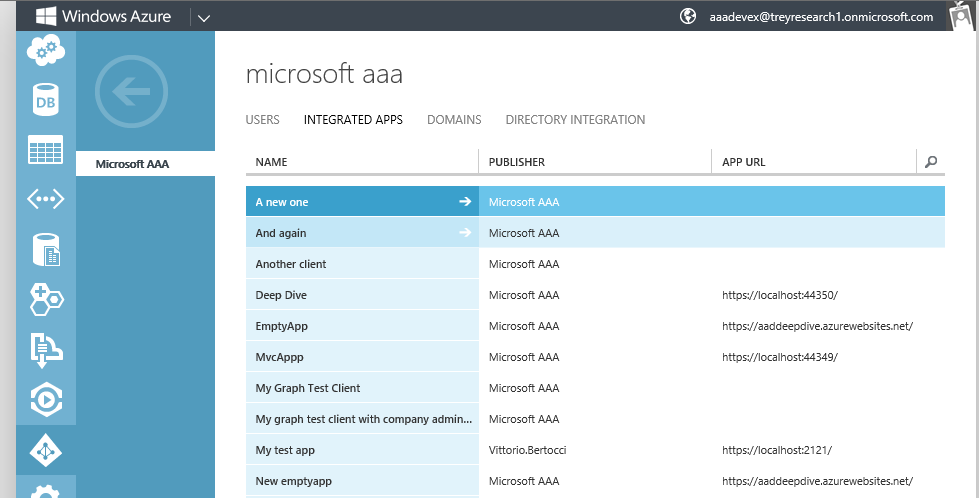 Windows Azure
aaadevex@treyresearch1.onmicrosoft.com
DB
Microsoft AAA
microsoft aaa
USERS INTEGRATED APPS DOMAINS DIRECTORY INTEGRATION
NAME PUBLISHER APP URL
A new one Microsoft AAA
And again Microsoft AAA
Another client Microsoft AAA
Deep Dive Microsoft AAA https://localhost:44350/
EmptyApp Microsoft AAA https://aaddeepdive.azurewebsites.net/
MvcAppp Microsoft AAA https://localhost:44349/
My Graph Test Client Microsoft AAA
My graph test client with company admin... Microsoft AAA
My test app Vittorio.Bertocci https://localhost:2121/
New emptyapp Microsoft AAA https://aaddeepdive.azurewebsites.net/